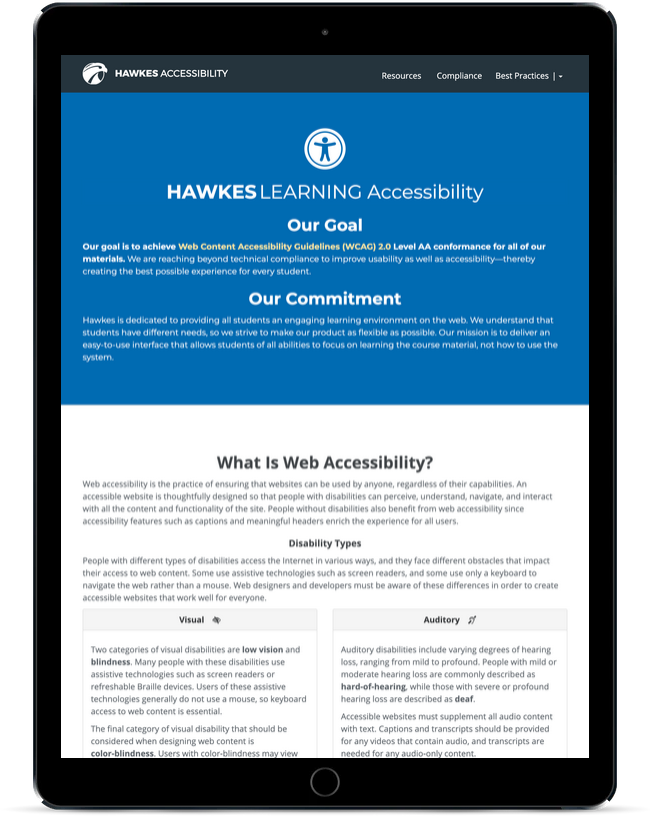 HAWKES ACCESSIBILITY
Resources Compliance Best Practices |
HAWKES LEARNING Accessibility
Our Goal
Our goal is to achieve Web Content Accessibility Guidelines (WCAG) 2.0 Level AA conformance for all of our
materials. We are reaching beyond technical compliance to improve usability as well as accessibility—thereby
creating the best possible experience for every student.
Our Commitment
Hawkes is dedicated to providing all students an engaging learning environment on the web. We understand that
students have different needs, so we strive to make our product as flexible as possible. Our mission is to deliver an
easy-to-use interface that allows students of all abilities to focus on learning the course material, not how to use the
system.
What Is Web Accessibility?
Web accessibility is the practice of ensuring that websites can be used by anyone, regardless of their capabilities. An
accessible website is thoughtfully designed so that people with disabilities can perceive, understand, navigate, and interact
with all the content and functionality of the site. People without disabilities also benefit from web accessibility since
accessibility features such as captions and meaningful headers enrich the experience for all users.
Disability Types
People with different types of disabilities access the Internet in various ways, and they face different obstacles that impact
their access to web content. Some use assistive technologies such as screen readers, and some use only a keyboard to
navigate the web rather than a mouse. Web designers and developers must be aware of these differences in order to create
accessible websites that work well for everyone.
Visual
Two categories of visual disabilities are low vision and
blindness. Many people with these disabilities use
assistive technologies such as screen readers or
refreshable Braille devices. Users of these assistive
technologies generally do not use a mouse, so keyboard
access to web content is essential.
The final category of visual disability that should be
considered when designing web content is
color-blindness. Users with color-blindness may view
Auditory
Auditory disabilities include varying degrees of hearing
loss, ranging from mild to profound. People with mild or
moderate hearing loss are commonly described as
hard-of-hearing, while those with severe or profound
hearing loss are described as deaf.
Accessible websites must supplement all audio content
with text. Captions and transcripts should be provided
for any videos that contain audio, and transcripts are
needed for any audio-only content.